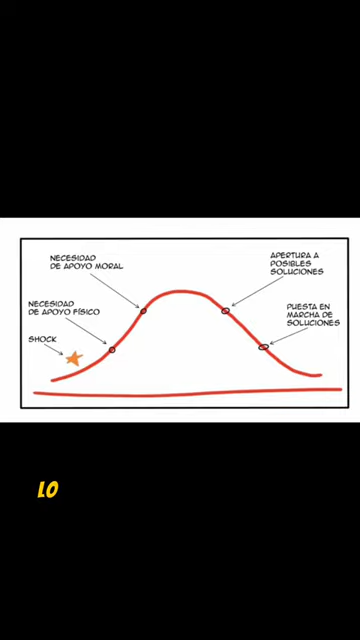 NECESIDAD
DE APOYO MORAL
APERTURA A
POSIBLES
SOLUCIONES
NECESIDAD
DE APOYO FÍSICO
PUESTA EN
MARCHA DE
SOLUCIONES
SHOCK
LO